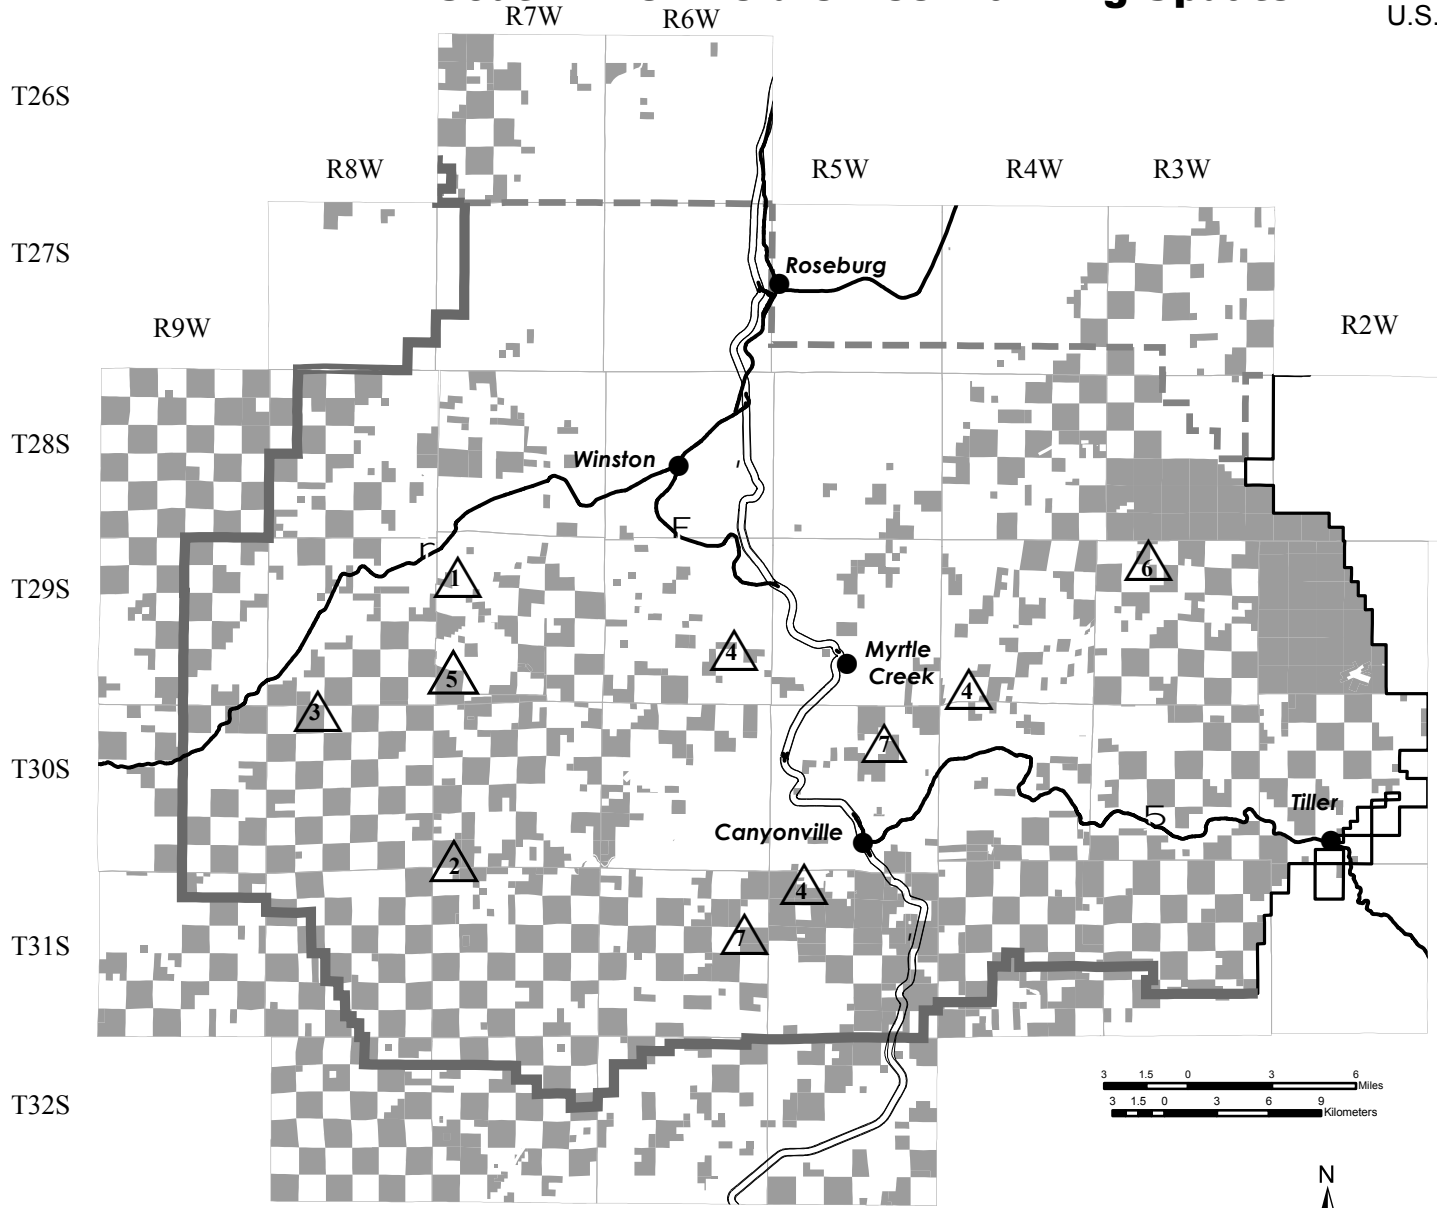 R7W
R6W
U.S.
T26S
R8W
R5W
R4W
R3W
T27S
Roseburg
R9W
R2W
T28S
Winston
F
r
6
1
T29S
4
Myrtle
Creek
5
4
3
7
T30S
Tiller
5
Canyonville
2
4
7
T31S
3 1.5 0 3 6
Miles
3 1.5 0 3 6 9
Kilometers
T32S
N